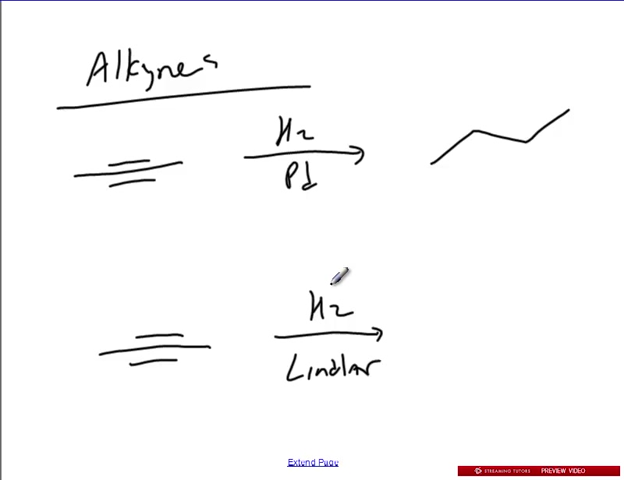 Alkynes
H2
Pd
H2
Lindlar
Extend Page
STREAMING TUTORS PREVIEW VIDEO